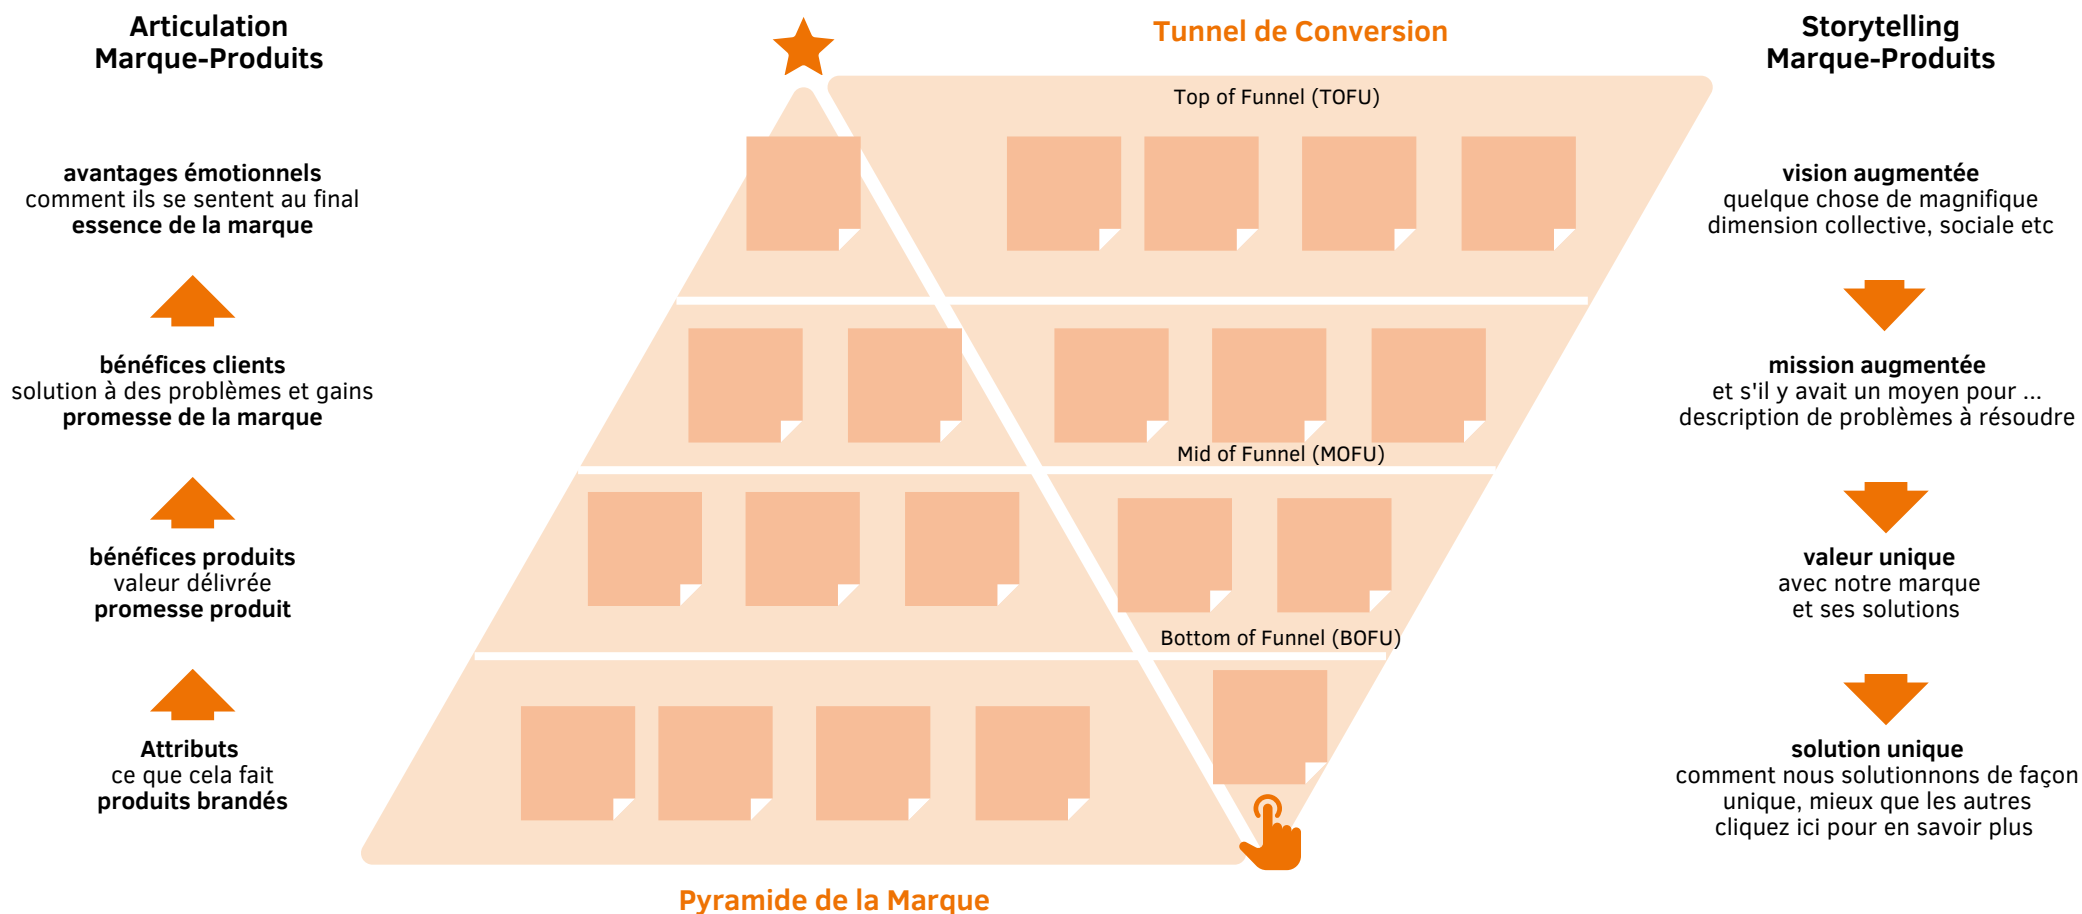 Articulation
Marque-Produits
avantages émotionnels
comment ils se sentent au final
essence de la marque
bénéfices clients
solution à des problèmes et gains
promesse de la marque
bénéfices produits
valeur délivrée
promesse produit
Attributs
ce que cela fait
produits brandés
Tunnel de Conversion
Top of Funnel (TOFU)
Mid of Funnel (MOFU)
Bottom of Funnel (BOFU)
Pyramide de la Marque
Storytelling
Marque-Produits
vision augmentée
quelque chose de magnifique
dimension collective, sociale etc
mission augmentée
et s'il y avait un moyen pour ...
description de problèmes à résoudre
valeur unique
avec notre marque
et ses solutions
solution unique
comment nous solutionnons de façon
unique, mieux que les autres
cliquez ici pour en savoir plus